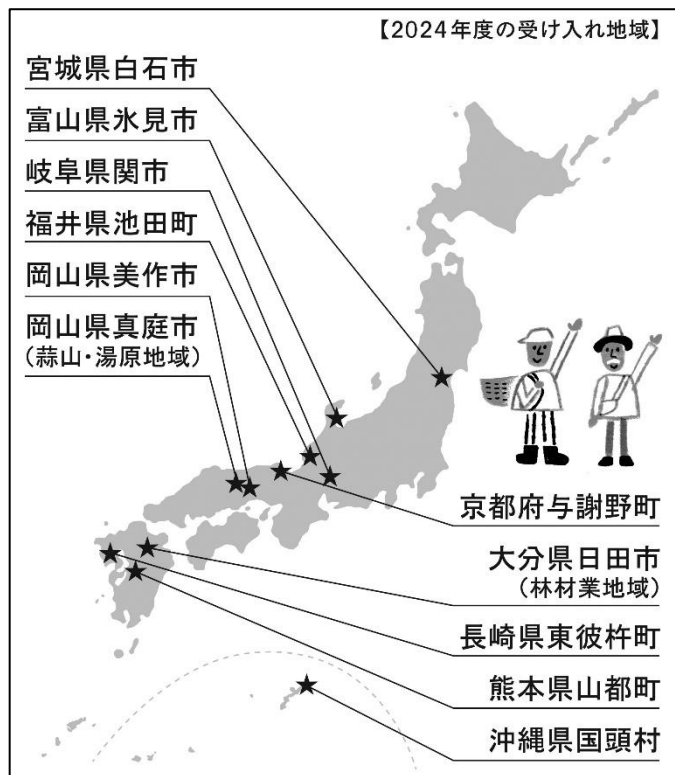 【2024年度の受け入れ地域】
宮城県白石市
富山県氷見市
岐阜県関市
福井県池田町
岡山県美作市
岡山県真庭市
(蒜山・湯原地域)
京都府与謝野町
大分県日田市
(林材業地域)
長崎県東彼杵町
熊本県山都町
沖縄県国頭村